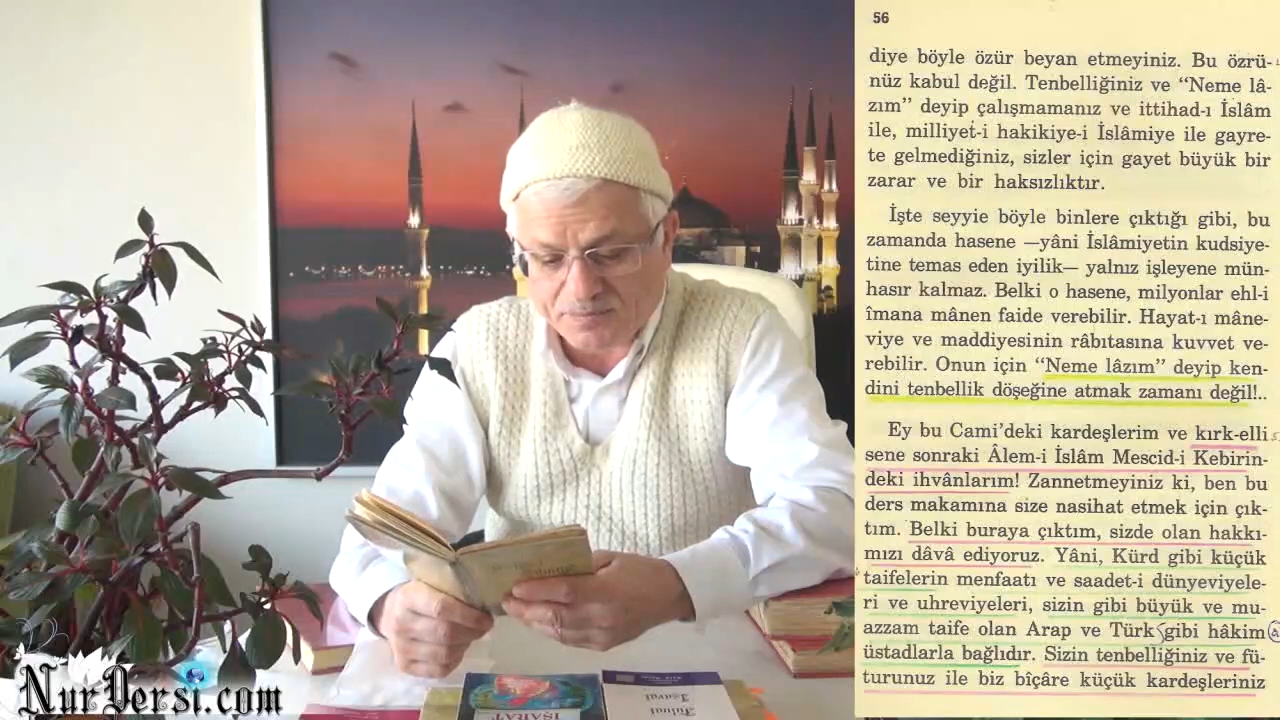 56
diye böyle özür beyan etmeyiniz. Bu özrü-
nüz kabul değil. Tenbelliğiniz ve “Neme lâ-
zım” deyip çalışmamanız ve ittihad-ı İslâm
ile, milliyet-i hakikiye-i İslâmiye ile gayre-
te gelmediğiniz, sizler için gayet büyük bir
zarar ve bir haksızlıktır.
İşte seyyie böyle binlere çıktığı gibi, bu
zamanda hasene —yâni İslâmiyetin kudsiye-
tine temas eden iyilik— yalnız işleyene mün-
hasır kalmaz. Belki o hasene, milyonlar ehl-i
îmana mânen faide verebilir. Hayat-ı mâne-
viye ve maddiyesinin râbıtasına kuvvet ve-
rebilir. Onun için “Neme lâzım” deyip ken-
dini tenbellik döşeğine atmak zamanı değil!..
Ey bu Cami’deki kardeşlerim ve kırk-elli
sene sonraki Âlem-i İslâm Mescid-i Kebirin-
deki ihvânlarım! Zannetmeyiniz ki, ben bu
ders makamına size nasihat etmek için çık-
tım. Belki buraya çıktım, sizde olan hakkı-
mızı dâvâ ediyoruz. Yâni, Kürd gibi küçük
taifelerin menfaatı ve saadet-i dünyeviyele-
ri ve uhreviyeleri, sizin gibi büyük ve mu-
azzam taife olan Arap ve Türk gibi hâkim
üstadlarla bağlıdır. Sizin tenbelliğiniz ve fü-
turunuz ile biz bîçâre küçük kardeşleriniz
NurDersi.com